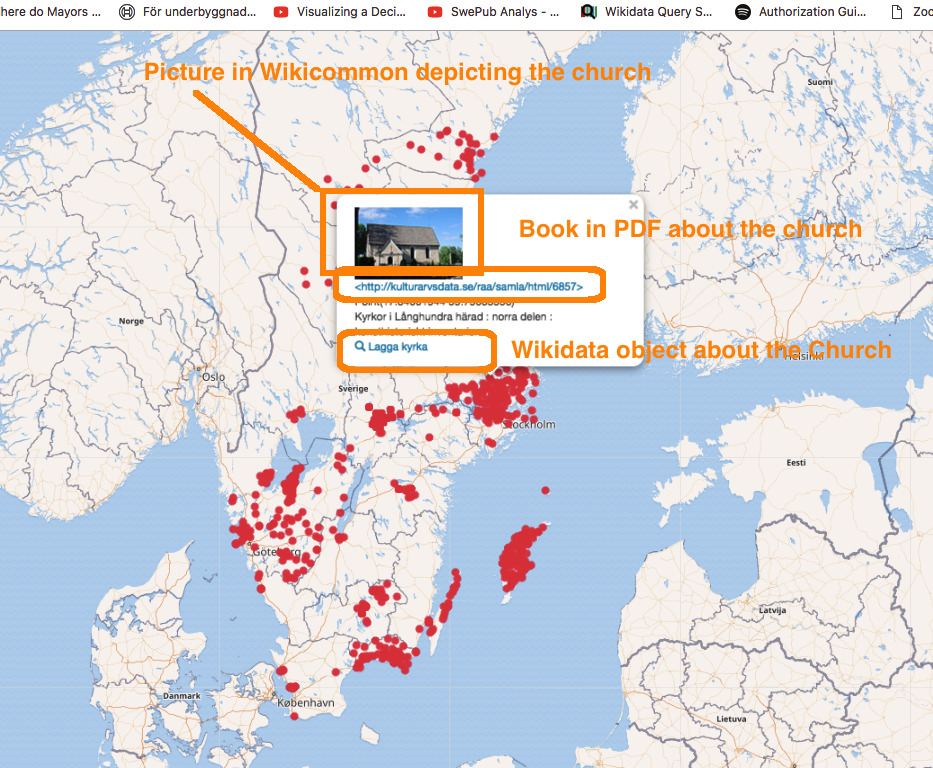 here do Mayors ...
För underbyggnad...
Visualizing a Deci...
SwePub Analys - ...
Wikidata Query S...
Authorization Gui...
Zoo
Picture in Wikicommon depicting the church
Suomi
Book in PDF about the church
<http://kulturarvsdata.se/raa/samla/html/6857>
Kyrkor i Långhundra härad : norra delen :
Norge
Lagga kyrka
Wikidata object about the Church
Helsinki
Oslo
Sverige
Stockholm
Eesti
Göteborg
Latvija
Danmark
København
Lietuva